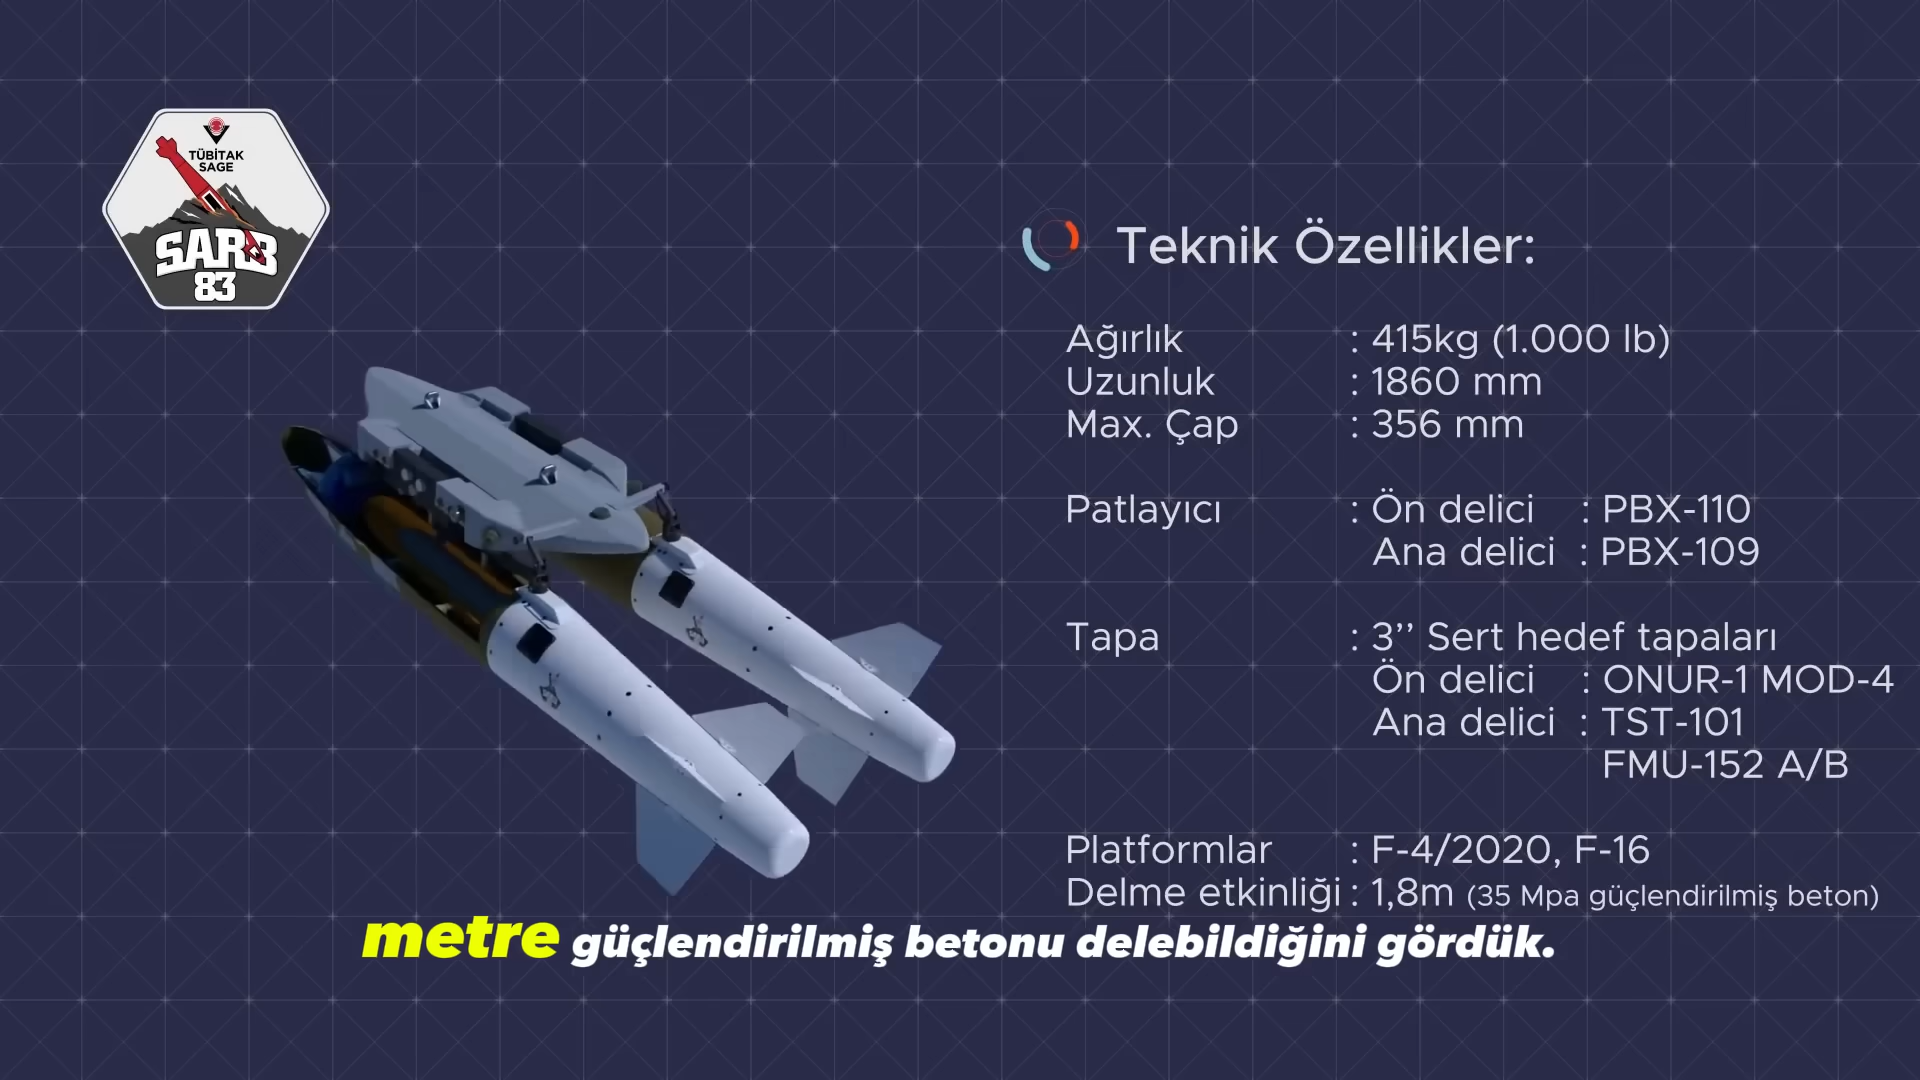 TÜBİTAK
SAGE
SARB
83
Teknik Özellikler:
Ağırlık : 415kg (1.000 lb)
Uzunluk : 1860 mm
Max. Çap : 356 mm
Patlayıcı : Ön delici : PBX-110
Ana delici : PBX-109
Tapa : 3’’ Sert hedef tapaları
Ön delici : ONUR-1 MOD-4
Ana delici : TST-101
FMU-152 A/B
Platformlar : F-4/2020, F-16
Delme etkinliği : 1,8m (35 Mpa güçlendirilmiş beton)
metre güçlendirilmiş betonu delebildiğini gördük.